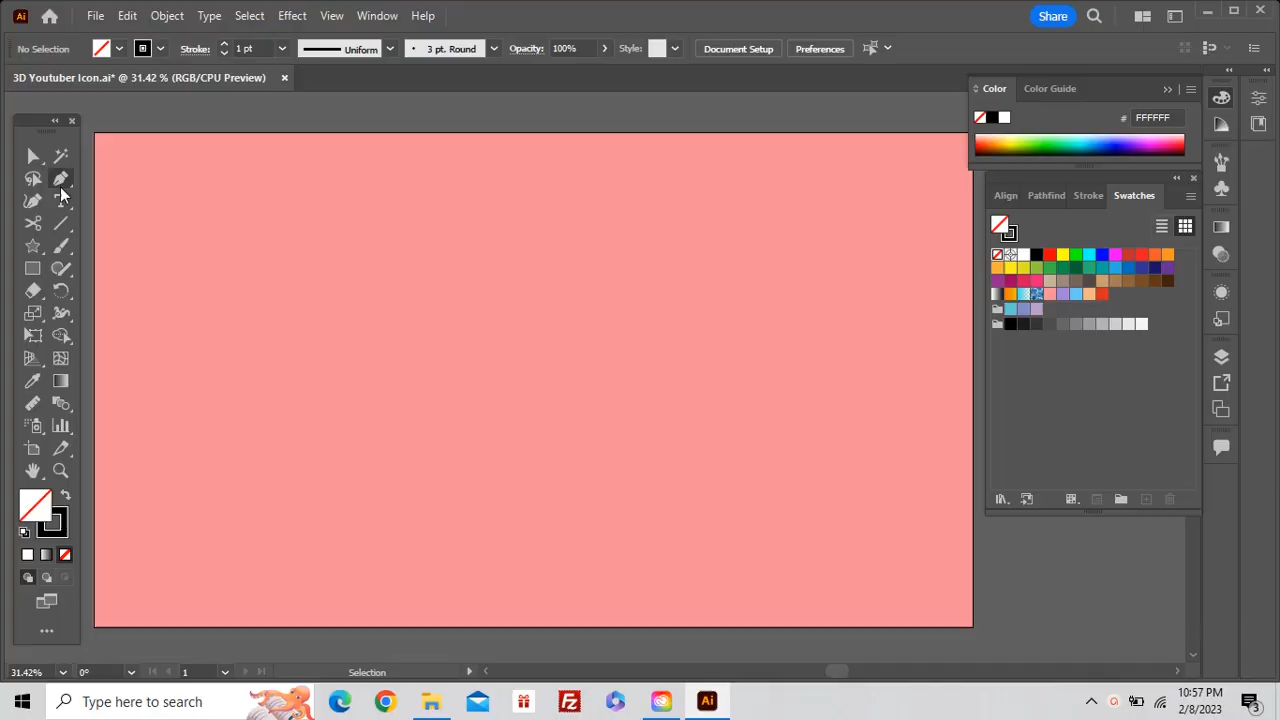 Ai File Edit Object Type Select Effect View Window Help Share
No Selection Stroke: 1 pt Uniform 3 pt. Round Opacity: 100% Style: Document Setup Preferences
3D Youtuber Icon.ai* @ 31.42 % (RGB/CPU Preview)
Color Color Guide
# FFFFFF
Align Pathfind Stroke Swatches
31.42% 0° 1 Selection
Type here to search Ai 10:57 PM
2/8/2023 3